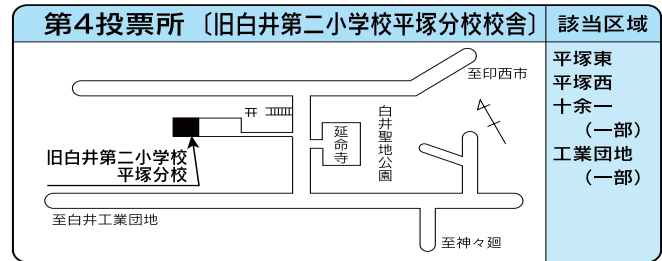 第4投票所〔旧白井第二小学校平塚分校校舎〕
該当区域
平塚東
平塚西
十余一
（一部）
工業団地
（一部）
至印西市
延命寺
白井聖地公園
旧白井第二小学校
平塚分校
至白井工業団地
至神々廻